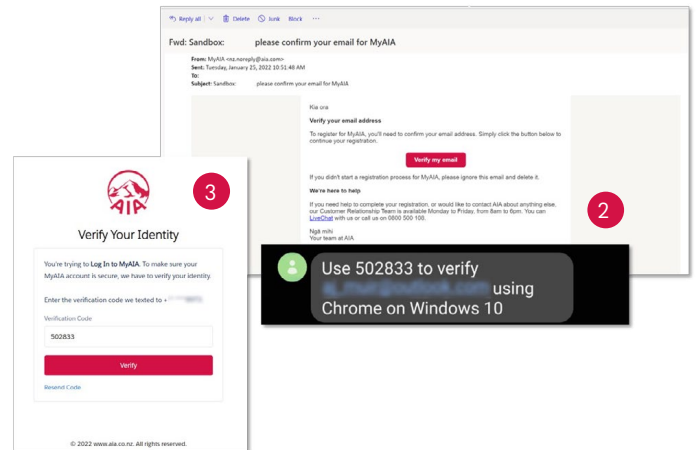 Reply all
Delete
Junk
Block
...
Fwd: Sandbox: please confirm your email for MyAIA
From: MyAIA <nz.noreply@aia.com>
Sent: Tuesday, January 25, 2022 10:51:48 AM
To:
Subject: Sandbox: please confirm your email for MyAIA
Kia ora
Verify your email address
To register for MyAIA, you'll need to confirm your email address. Simply click the button below to
continue your registration.
Verify my email
If you didn't start a registration process for MyAIA, please ignore this email and delete it.
We're here to help
If you need help to complete your registration, or would like to contact AIA about anything else,
our Customer Relationship Team is available Monday to Friday, from 8am to 6pm. You can
LiveChat with us or call us on 0800 500 108.
Ngā mihi
Your team at AIA
2
Use 502833 to verify
using
Chrome on Windows 10
3
AIA
Verify Your Identity
You're trying to Log In to MyAIA. To make sure your
MyAIA account is secure, we have to verify your identity.
Enter the verification code we texted to +
Verification Code
502833
Verify
Resend Code
© 2022 www.aia.co.nz. All rights reserved.